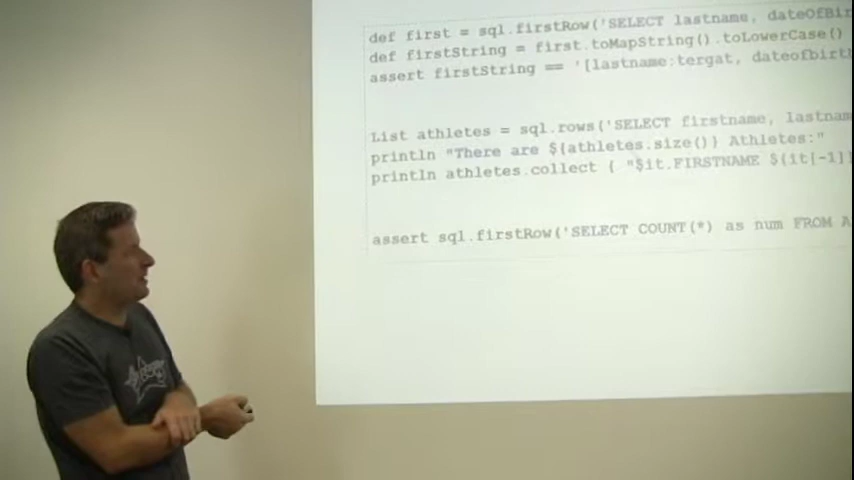 def first = sql.firstRow('SELECT lastname, dateOfBir
def firstString = first.toMapString().toLowerCase()
assert firstString == '[lastname:tergat, dateofbirth
List athletes = sql.rows('SELECT firstname, lastname
println "There are ${athletes.size()} Athletes:"
println athletes.collect { "$it.FIRSTNAME ${it[-1]}
assert sql.firstRow('SELECT COUNT(*) as num FROM A